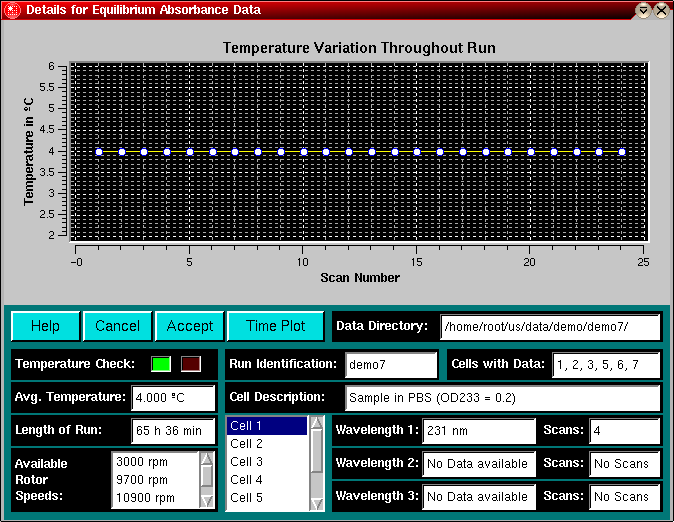 Details for Equilibrium Absorbance Data
Temperature Variation Throughout Run
Temperature in ºC
6
5.5
5
4.5
4
3.5
3
2.5
2
-0 5 10 15 20 25
Scan Number
Help Cancel Accept Time Plot Data Directory: /home/root/us/data/demo/demo7/
Temperature Check: Run Identification: demo7 Cells with Data: 1, 2, 3, 5, 6, 7
Avg. Temperature: 4.000 ºC Cell Description: Sample in PBS (OD233 = 0.2)
Length of Run: 65 h 36 min
Available
Rotor
Speeds:
3000 rpm
9700 rpm
10900 rpm
Cell 1
Cell 2
Cell 3
Cell 4
Cell 5
Wavelength 1: 231 nm Scans: 4
Wavelength 2: No Data available Scans: No Scans
Wavelength 3: No Data available Scans: No Scans